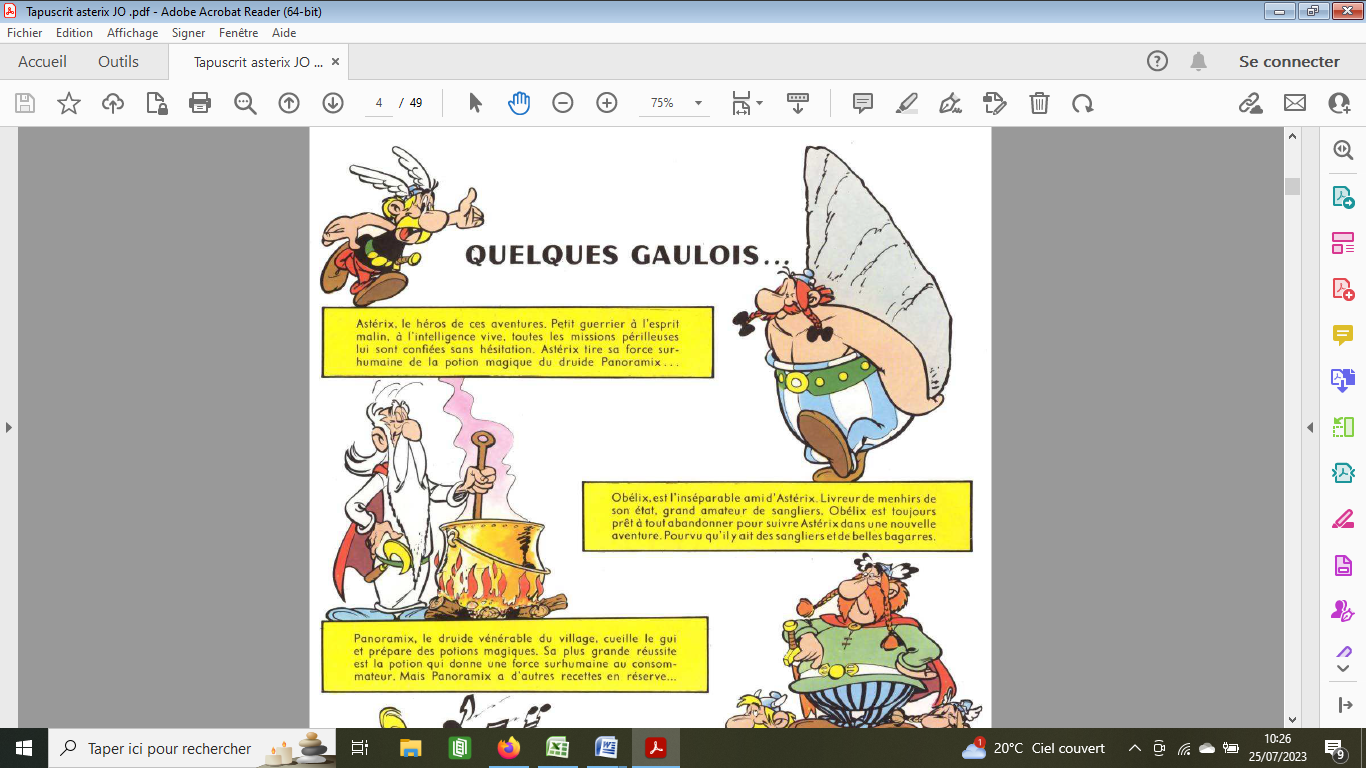 Tapuscrit asterix JO .pdf - Adobe Acrobat Reader (64-bit)
Fichier Edition Affichage Signer Fenêtre Aide
Accueil Outils Tapuscrit asterix JO ... × Se connecter
4 / 49 75%
QUELQUES GAULOIS...
Astérix, le héros de ces aventures. Petit guerrier à l'esprit
malin, à l'intelligence vive, toutes les missions périlleuses
lui sont confiées sans hésitation. Astérix tire sa force sur-
humaine de la potion magique du druide Panoramix...
Obélix, est l'inséparable ami d'Astérix. Livreur de menhirs de
son état, grand amateur de sangliers, Obélix est toujours
prêt à tout abandonner pour suivre Astérix dans une nouvelle
aventure. Pourvu qu'il y ait des sangliers et de belles bagarres.
Panoramix, le druide vénérable du village, cueille le gui
et prépare des potions magiques. Sa plus grande réussite
est la potion qui donne une force surhumaine au consom-
mateur. Mais Panoramix a d'autres recettes en réserve...
Taper ici pour rechercher
1 20°C Ciel couvert
10:26
25/07/2023
9